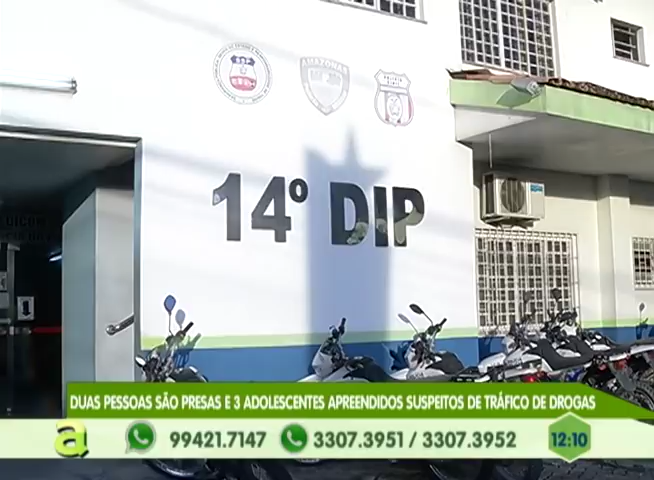 SSP
AMAZONAS
14º DIP
DUAS PESSOAS SÃO PRESAS E 3 ADOLESCENTES APREENDIDOS SUSPEITOS DE TRÁFICO DE DROGAS
a 99421.7147 3307.3951 / 3307.3952 12:10